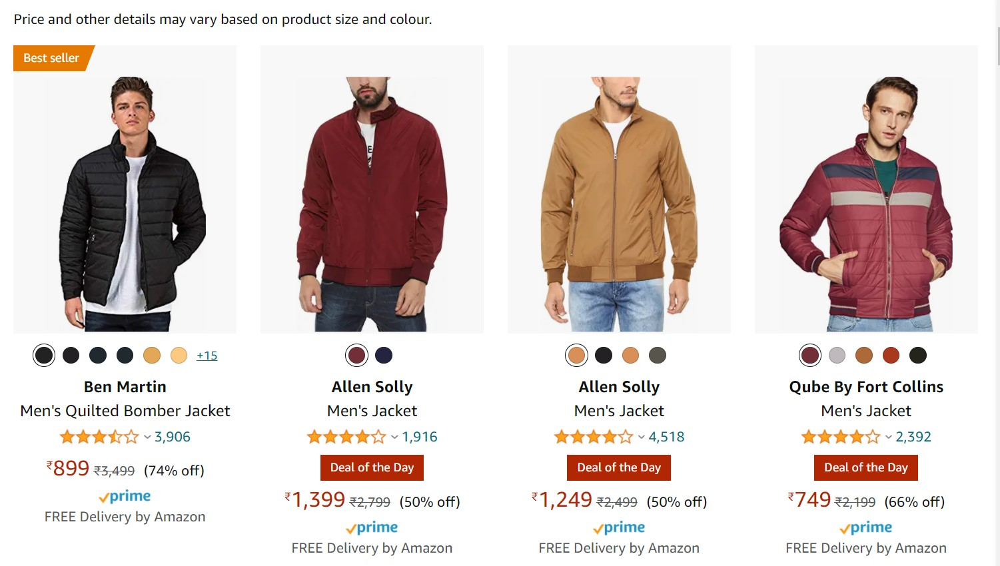 Price and other details may vary based on product size and colour.
Best seller
+15
Ben Martin
Men's Quilted Bomber Jacket
3,906
₹899 ₹3,499 (74% off)
prime
FREE Delivery by Amazon
Allen Solly
Men's Jacket
1,916
Deal of the Day
₹1,399 ₹2,799 (50% off)
prime
FREE Delivery by Amazon
Allen Solly
Men's Jacket
4,518
Deal of the Day
₹1,249 ₹2,499 (50% off)
prime
FREE Delivery by Amazon
Qube By Fort Collins
Men's Jacket
2,392
Deal of the Day
₹749 ₹2,199 (66% off)
prime
FREE Delivery by Amazon